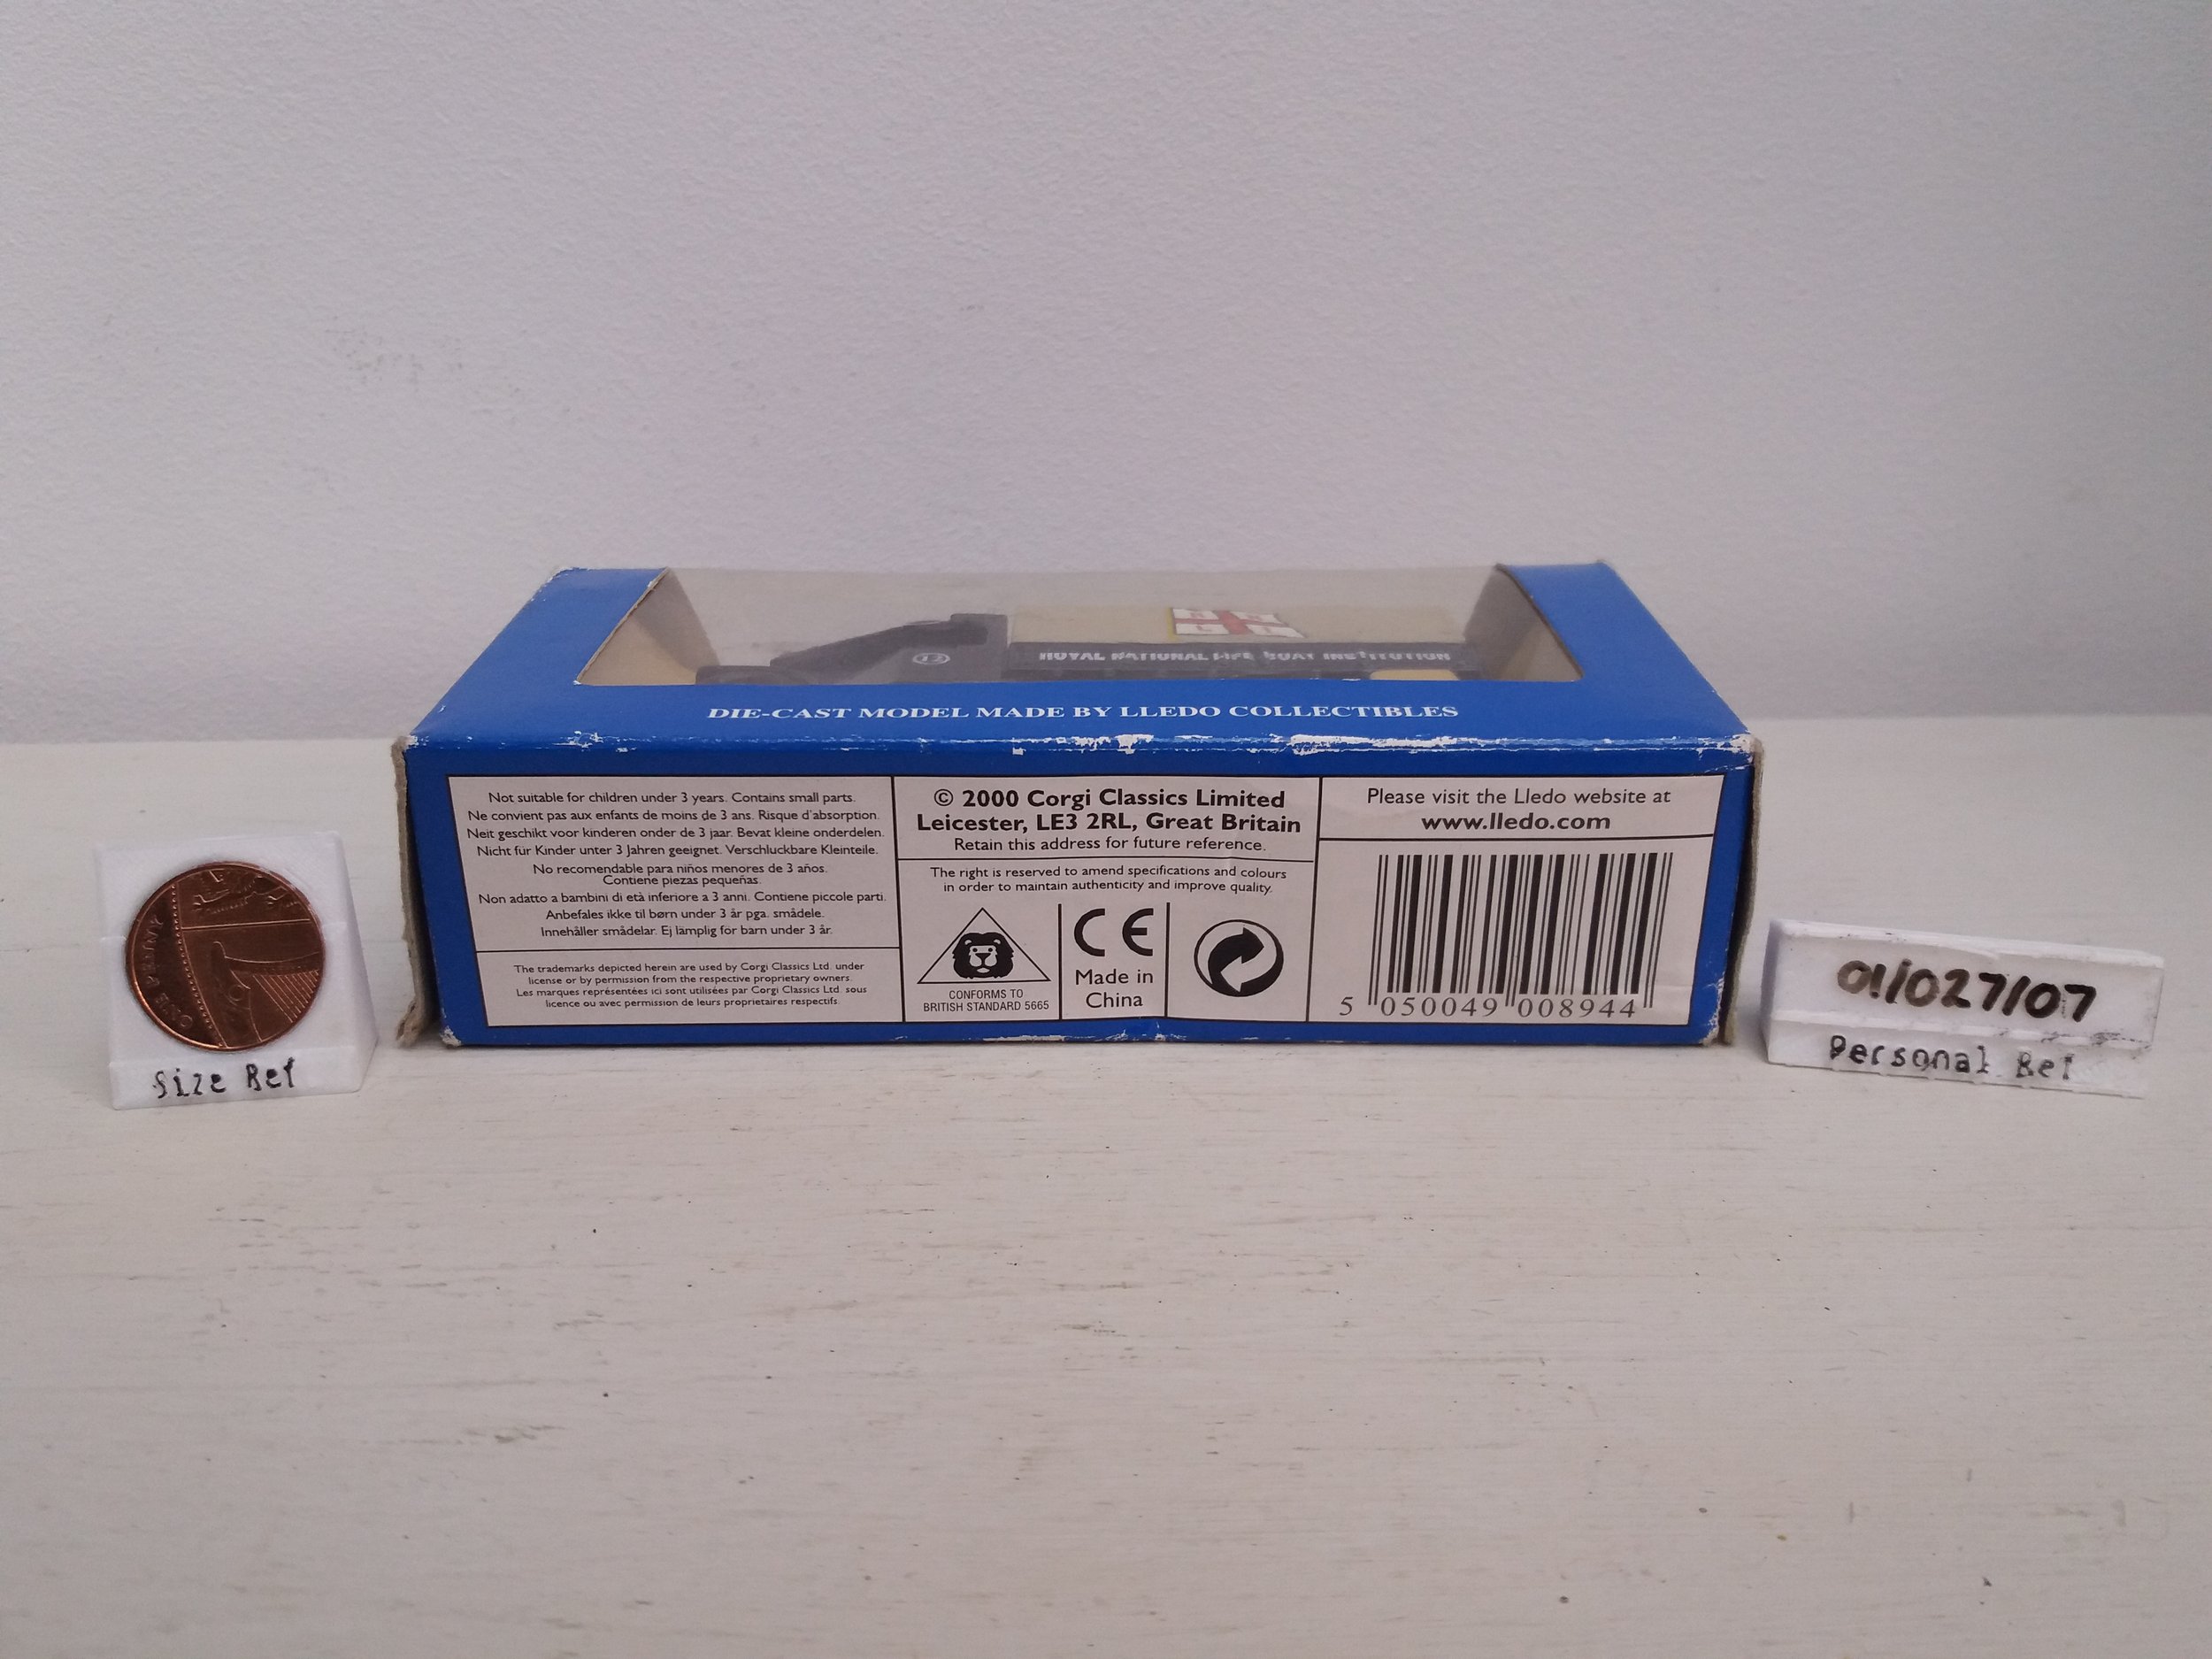 12
ROYAL NATIONAL LIFE BOAT INSTITUTION
DIE-CAST MODEL MADE BY LLEDO COLLECTIBLES
Not suitable for children under 3 years. Contains small parts.
Ne convient pas aux enfants de moins de 3 ans. Risque d'absorption.
Neit geschikt voor kinderen onder de 3 jaar. Bevat kleine onderdelen.
Nicht für Kinder unter 3 Jahren geeignet. Verschluckbare Kleinteile.
No recomendable para niños menores de 3 años.
Contiene piezas pequeñas.
Non adatto a bambini di età inferiore a 3 anni. Contiene piccole parti.
Anbefales ikke til børn under 3 år pga. smådele.
Innehåller smådelar. Ej lämplig för barn under 3 år.
The trademarks depicted herein are used by Corgi Classics Ltd. under
license or by permission from the respective proprietary owners.
Les marques représentées ici sont utilisées par Corgi Classics Ltd. sous
licence ou avec permission de leurs proprietaires respectifs.
© 2000 Corgi Classics Limited
Leicester, LE3 2RL, Great Britain
Retain this address for future reference.
The right is reserved to amend specifications and colours
in order to maintain authenticity and improve quality.
CONFORMS TO
BRITISH STANDARD 5665
CE
Made in
China
Please visit the Lledo website at
www.lledo.com
5 050049 008944
ONE PENNY
Size Ref
01/027/07
Personal Ref